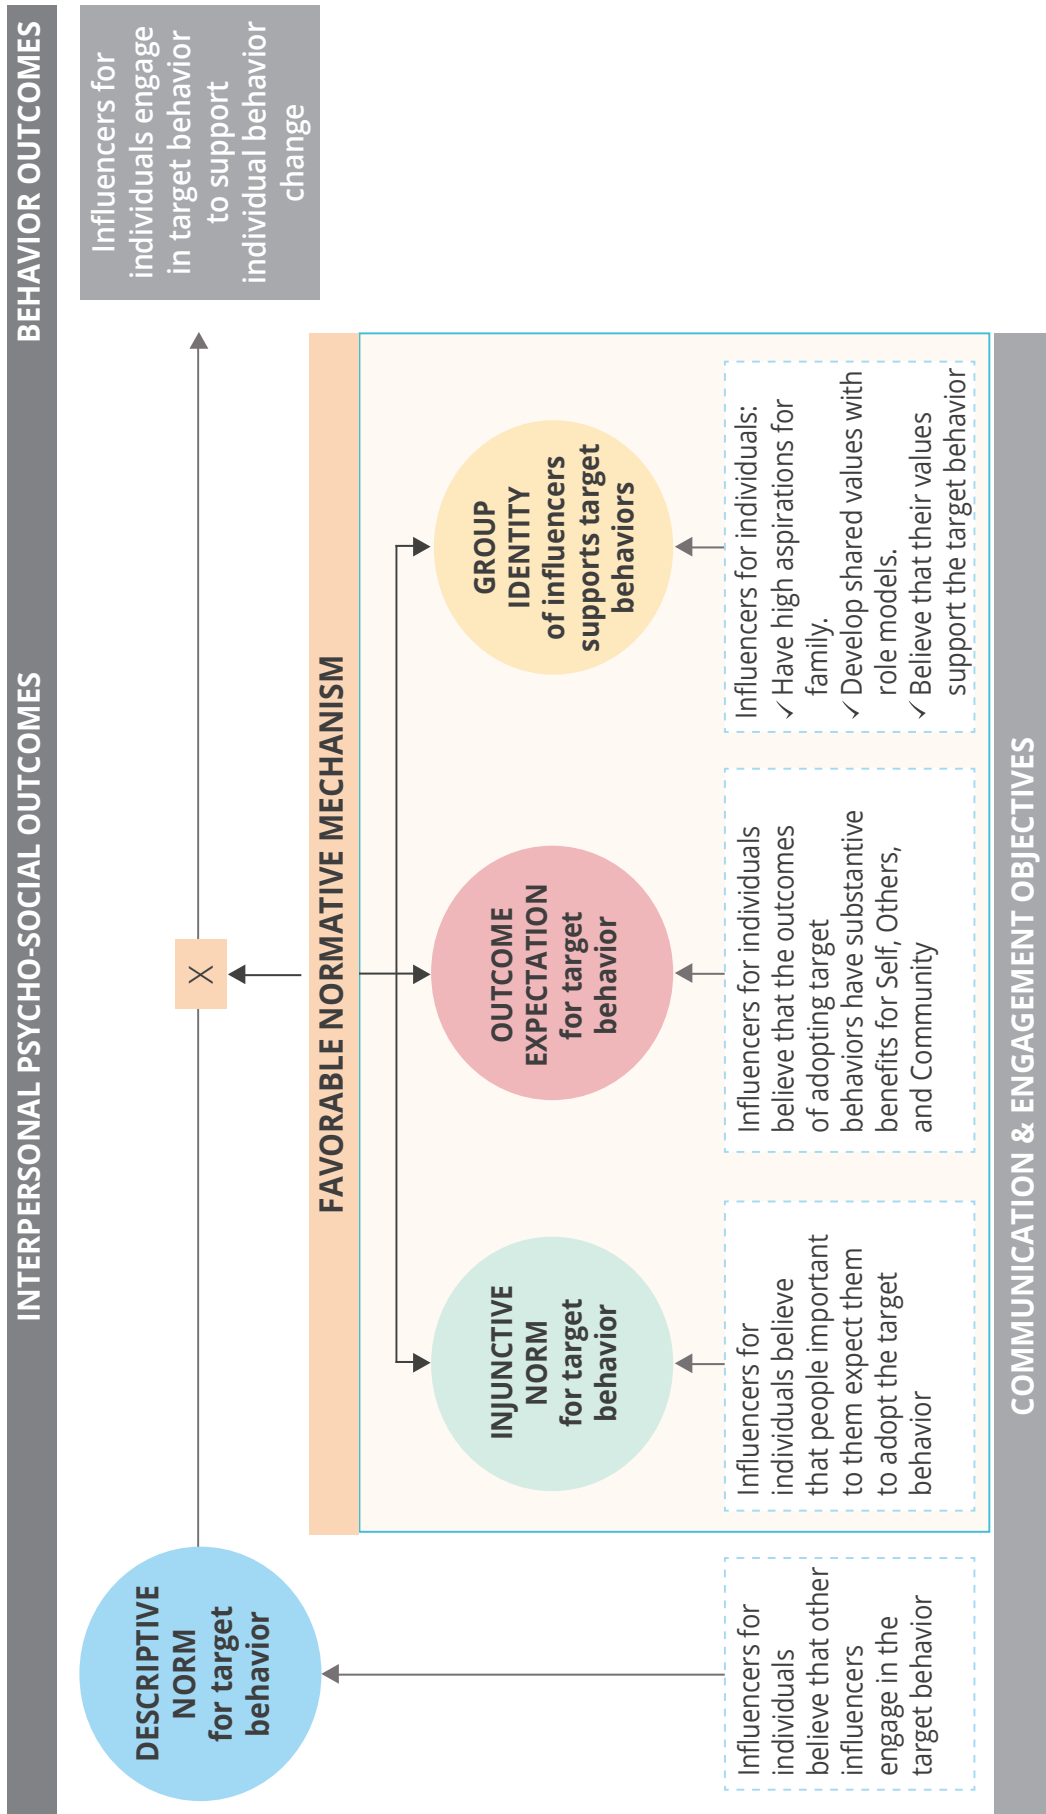 INTERPERSONAL PSYCHO-SOCIAL OUTCOMES
BEHAVIOR OUTCOMES
DESCRIPTIVE
NORM
for target
behavior
X
Influencers for
individuals engage
in target behavior
to support
individual behavior
change
FAVORABLE NORMATIVE MECHANISM
INJUNCTIVE
NORM
for target
behavior
OUTCOME
EXPECTATION
for target
behavior
GROUP
IDENTITY
of influencers
supports target
behaviors
Influencers for
individuals
believe that other
influencers
engage in the
target behavior
Influencers for
individuals believe
that people important
to them expect them
to adopt the target
behavior
Influencers for individuals
believe that the outcomes
of adopting target
behaviors have substantive
benefits for Self, Others,
and Community
Influencers for individuals:
✓ Have high aspirations for
family.
✓ Develop shared values with
role models.
✓ Believe that their values
support the target behavior
COMMUNICATION & ENGAGEMENT OBJECTIVES